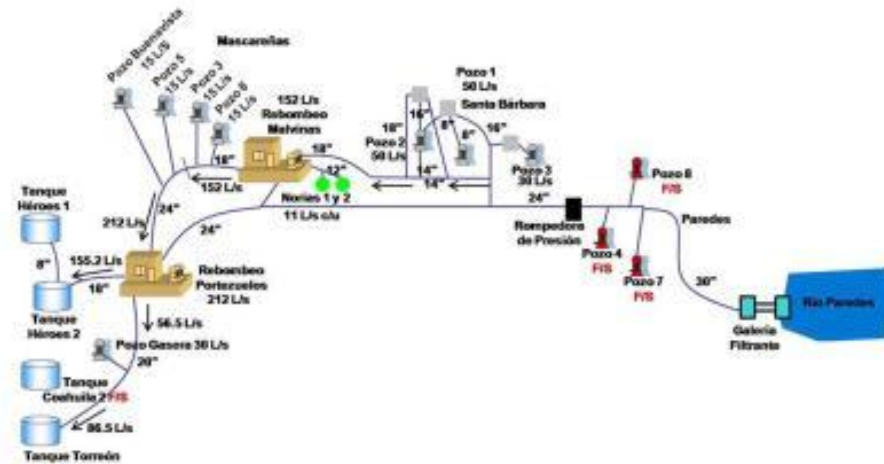 Pozo Buenavista
15 L/S
Pozo 5
15 L/s
Pozo 3
15 L/s
Pozo 6
15 L/s
Mascareñas
152 L/s
Rebombeo
Malvinas
18"
18"
12"
152 L/s
Norias 1 y 2
11 L/s c/u
Pozo 1
50 L/s
Santa Bárbara
16"
8"
8"
16"
18"
Pozo 2
50 L/s
14"
14"
Pozo 3
30 L/s
24"
Rompedora
de Presión
Pozo 8
F/S
Pozo 4
F/S
Pozo 7
F/S
Paredes
30"
Galería
Filtrante
Río Paredes
24"
212 L/s
24"
Tanque
Héroes 1
155.2 L/s
8"
18"
Tanque
Héroes 2
Rebombeo
Portezuelos
212 L/s
56.5 L/s
Pozo Gasera 30 L/s
20"
Tanque
Coahuila 2 F/S
86.5 L/s
Tanque Torreón